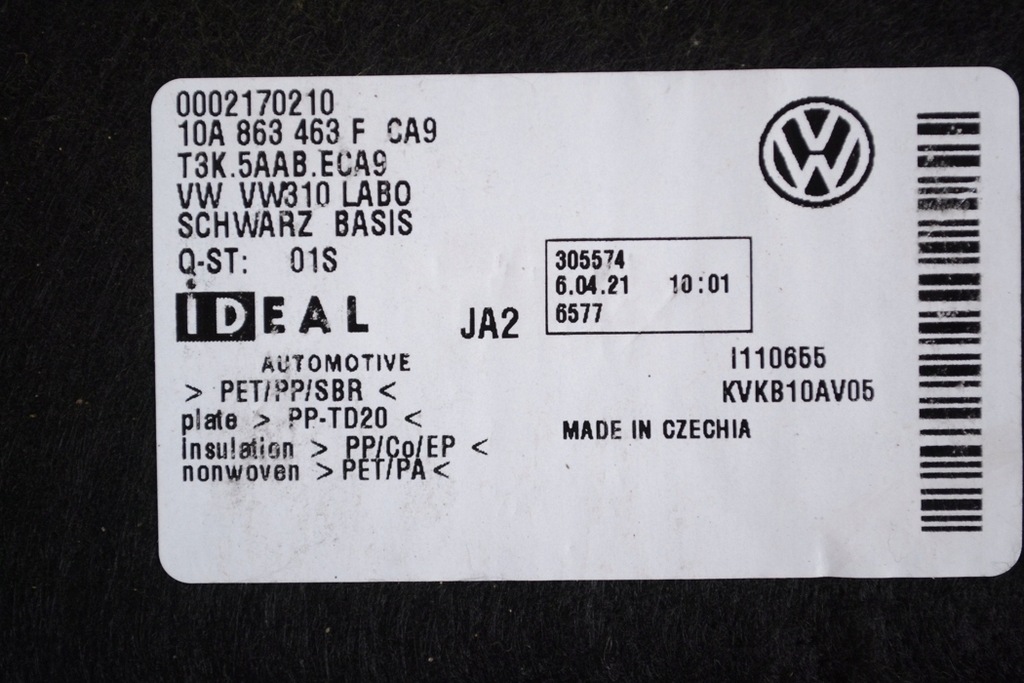 0002170210
10A 863 463 F CA9
T3K.5AAB.ECA9
VW VW310 LABO
SCHWARZ BASIS
Q-ST: 01S
IDEAL
AUTOMOTIVE
JA2
305574
6.04.21 10:01
6577
> PET/PP/SBR <
plate > PP-TD20 <
insulation > PP/Co/EP <
nonwoven > PET/PA <
I110655
KVKB10AV05
MADE IN CZECHIA
VW